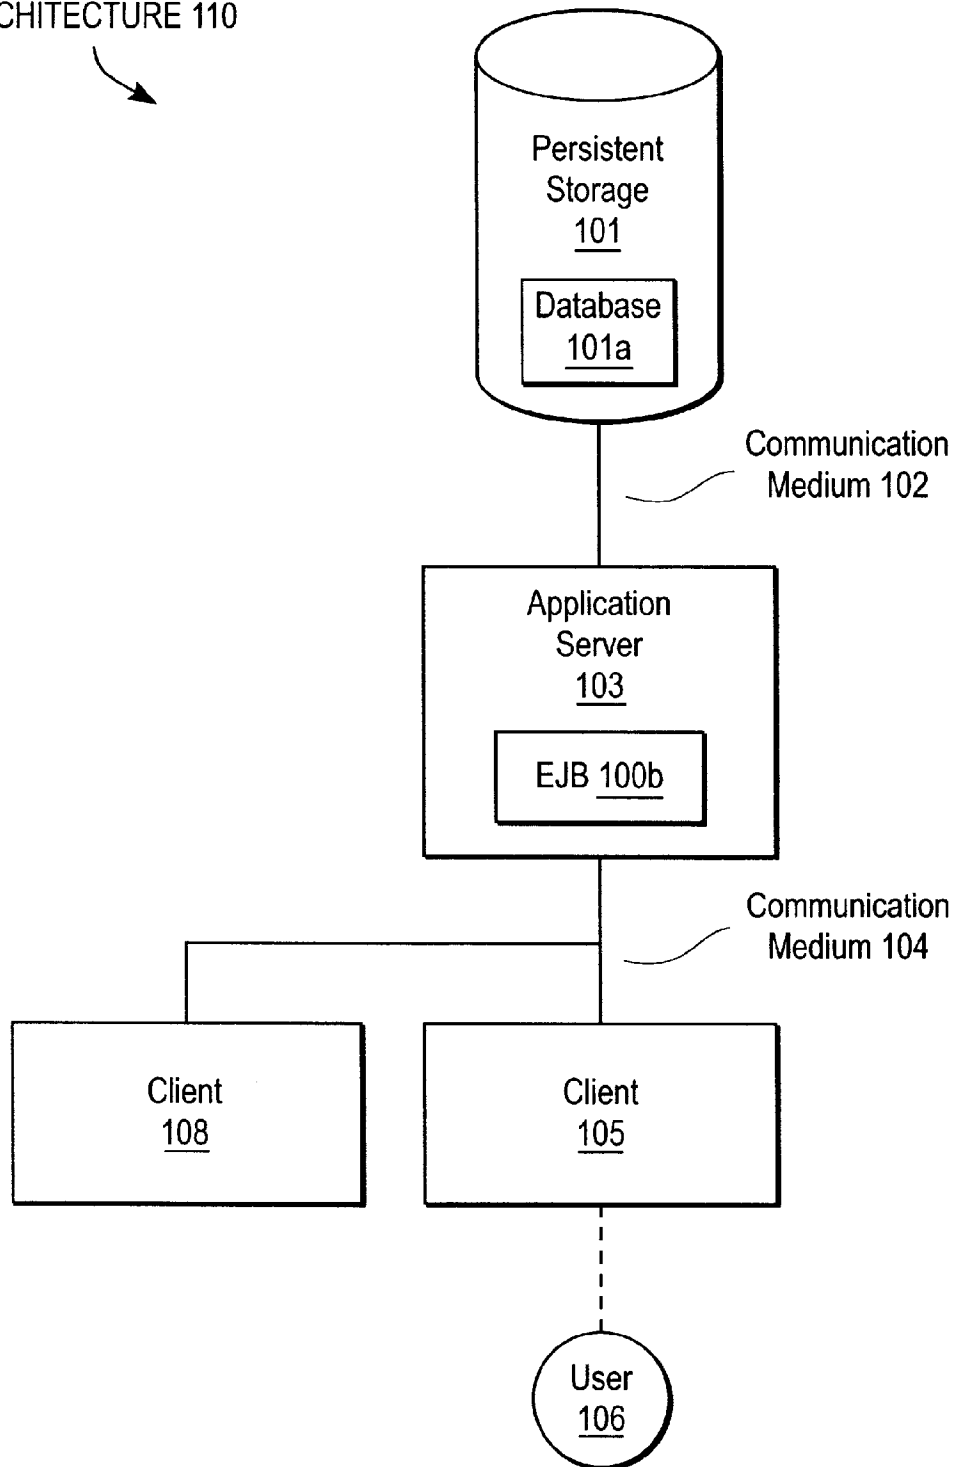 CHITECTURE 110
Persistent
Storage
101
Database
101a
Communication
Medium 102
Application
Server
103
EJB 100b
Communication
Medium 104
Client
108
Client
105
User
106